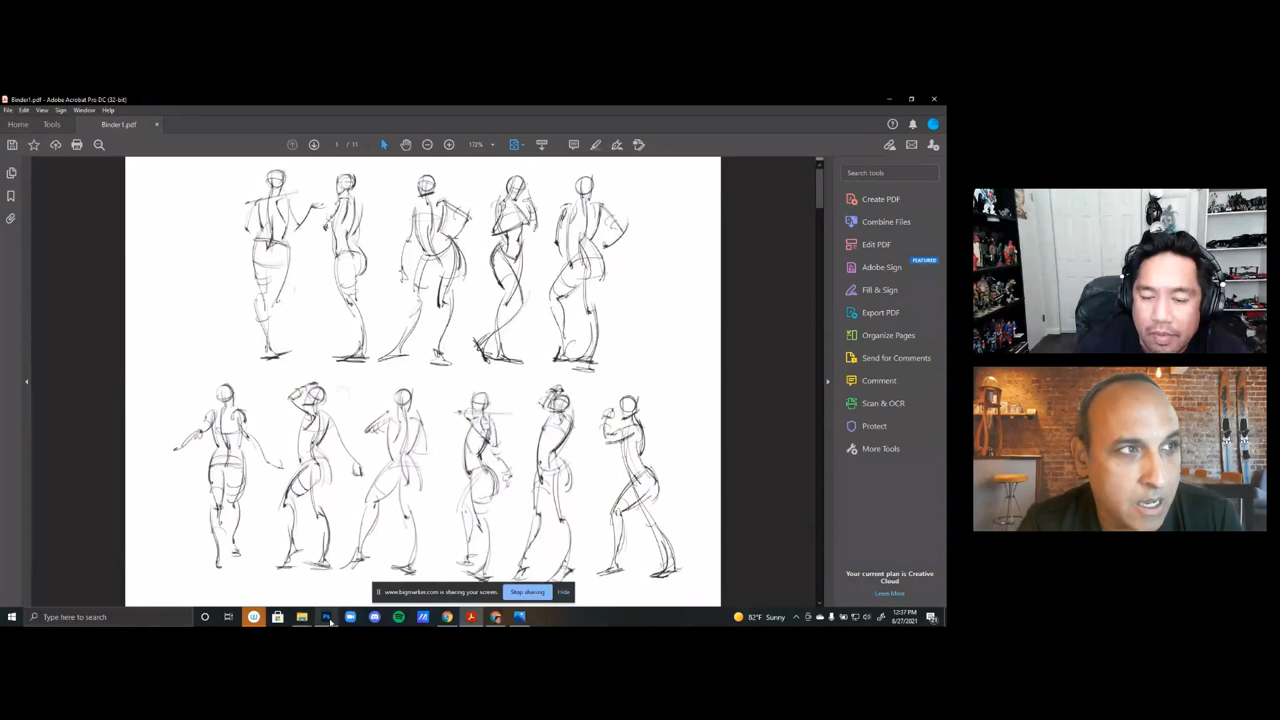 Binder1.pdf - Adobe Acrobat Pro DC (32-bit)
File Edit View Sign Window Help
Home Tools Binder1.pdf ×
1 / 11 172%
Search tools
Create PDF
Combine Files
Edit PDF
FEATURED
Adobe Sign
Fill & Sign
Export PDF
Organize Pages
Send for Comments
Comment
Scan & OCR
Protect
More Tools
Your current plan is Creative
Cloud
Learn More
www.bigmarker.com is sharing your screen. Stop sharing Hide
Type here to search
Ps
82°F Sunny
12:37 PM
8/27/2021